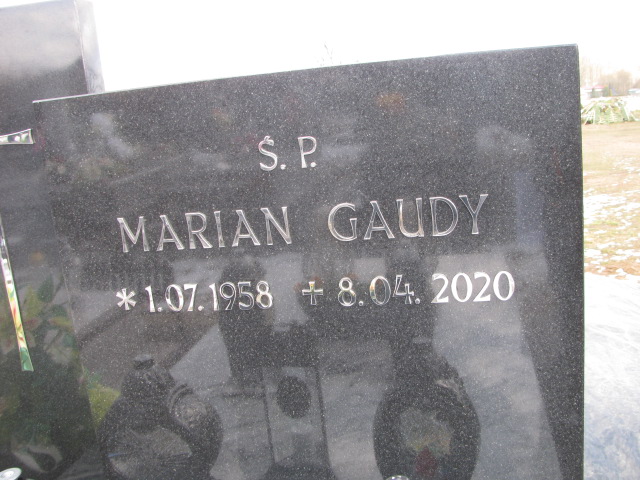 Ś. P.
MARIAN GAUDY
* 1.07.1958 + 8.04.2020